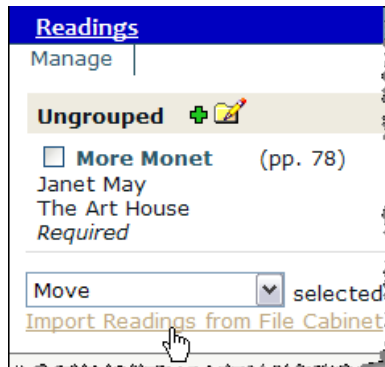 Readings
Manage
Ungrouped
More Monet (pp. 78)
Janet May
The Art House
Required
Move selected
Import Readings from File Cabinet